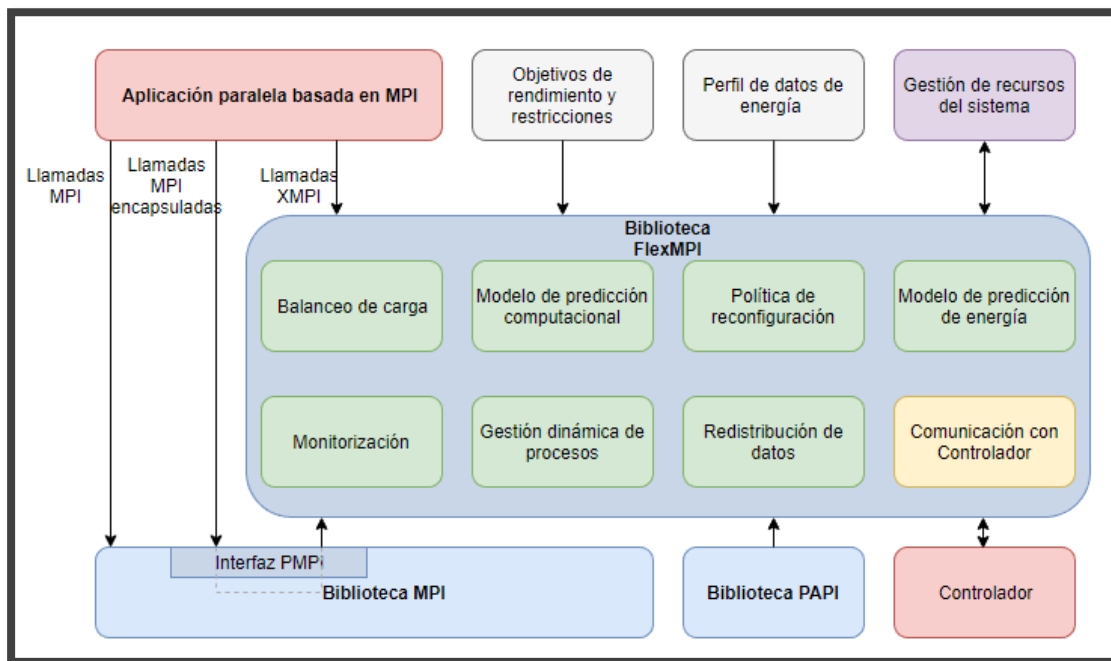 Aplicación paralela basada en MPI
Objetivos de
rendimiento y
restricciones
Perfil de datos de
energía
Gestión de recursos
del sistema
Llamadas
MPI
Llamadas
MPI
encapsuladas
Llamadas
XMPI
Biblioteca
FlexMPI
Balanceo de carga
Modelo de predicción
computacional
Política de
reconfiguración
Modelo de predicción
de energía
Monitorización
Gestión dinámica de
procesos
Redistribución de
datos
Comunicación con
Controlador
Interfaz PMPi
Biblioteca MPI
Biblioteca PAPI
Controlador